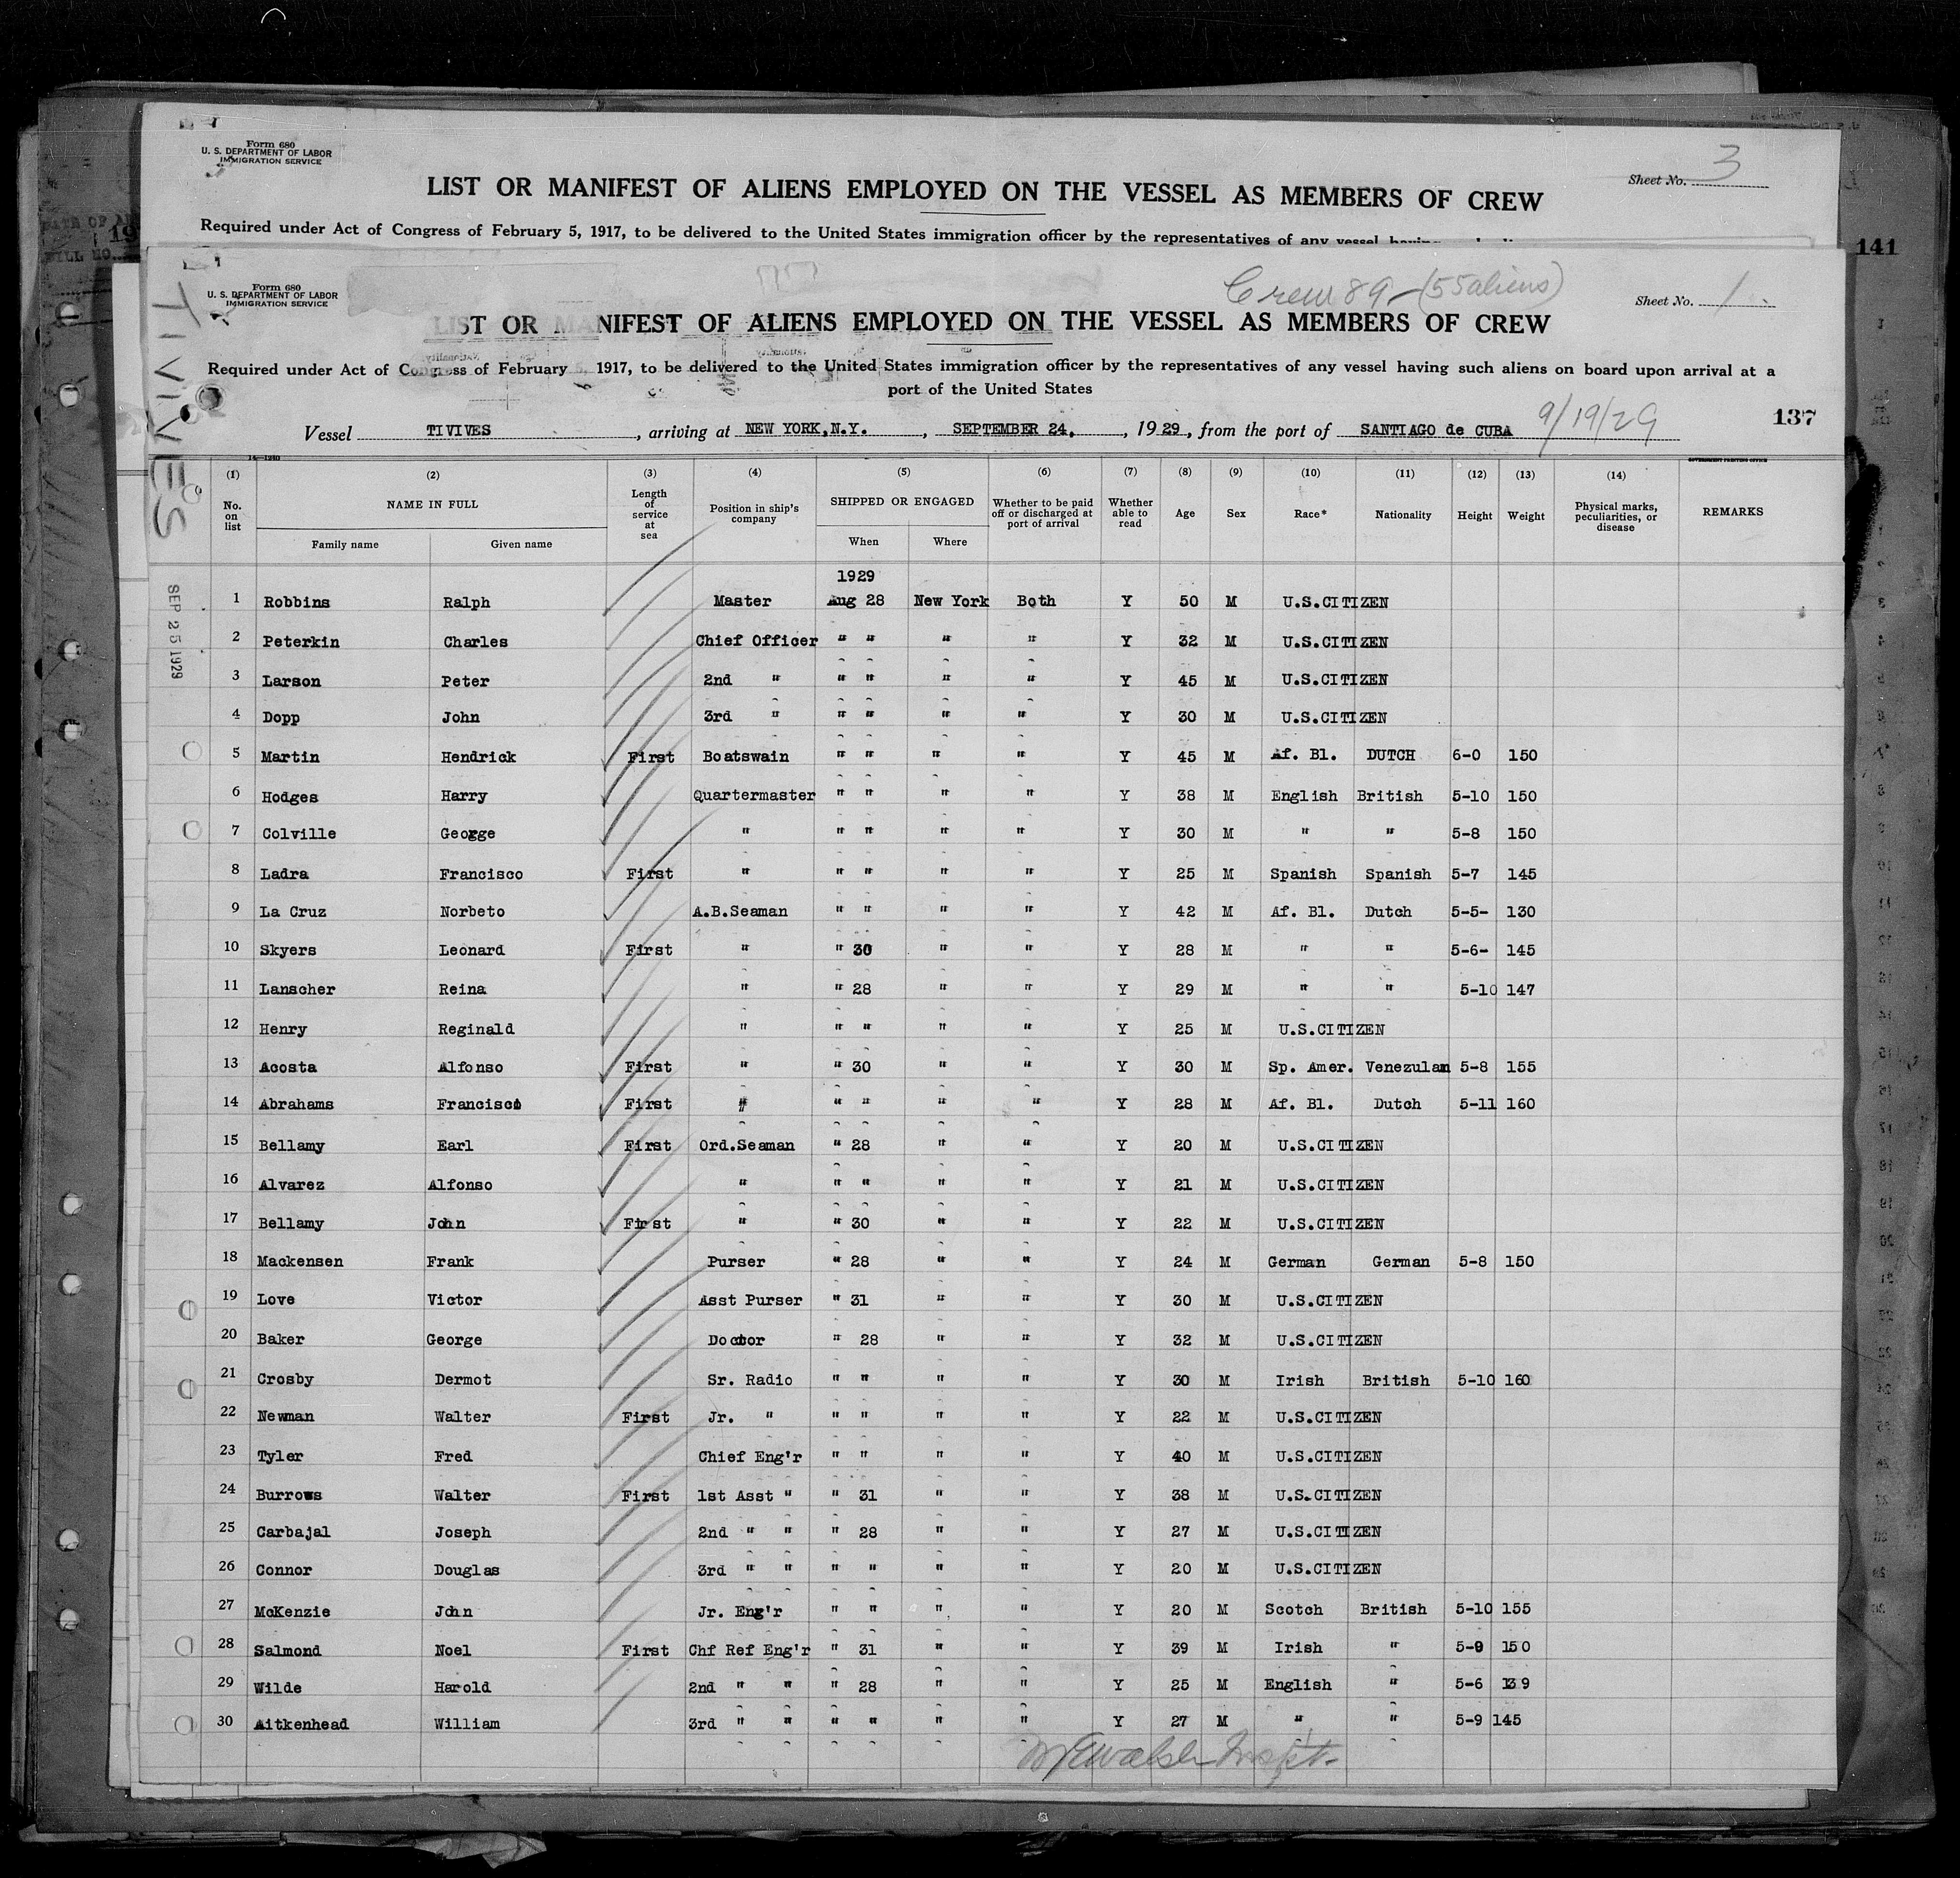 Form 680
U. S. DEPARTMENT OF LABOR
IMMIGRATION SERVICE
Sheet No. 3
LIST OR MANIFEST OF ALIENS EMPLOYED ON THE VESSEL AS MEMBERS OF CREW
Required under Act of Congress of February 5, 1917, to be delivered to the United States immigration officer by the representatives of any vessel having
141
Form 680
U. S. DEPARTMENT OF LABOR
IMMIGRATION SERVICE
Crew 89 - (55 aliens)
Sheet No. 1
LIST OR MANIFEST OF ALIENS EMPLOYED ON THE VESSEL AS MEMBERS OF CREW
Required under Act of Congress of February 5, 1917, to be delivered to the United States immigration officer by the representatives of any vessel having such aliens on board upon arrival at a
port of the United States
137
Vessel TIVIVES, arriving at NEW YORK, N.Y., SEPTEMBER 24, 1929, from the port of SANTIAGO de CUBA 9/19/29
TIVIVES
SEP 25 1929
14-1240
GOVERNMENT PRINTING OFFICE
(1) (2) (3) (4) (5) (6) (7) (8) (9) (10) (11) (12) (13) (14)
No. on list NAME IN FULL Length of service at sea Position in ship's company SHIPPED OR ENGAGED Whether to be paid off or discharged at port of arrival Whether able to read Age Sex Race* Nationality Height Weight Physical marks, peculiarities, or disease REMARKS
Family name Given name When Where
1929
1 Robbins Ralph Master Aug 28 New York Both Y 50 M U.S.CITIZEN
2 Peterkin Charles Chief Officer " " " " Y 32 M U.S.CITIZEN
3 Larson Peter 2nd " " " " " Y 45 M U.S.CITIZEN
4 Dopp John 3rd " " " " " Y 30 M U.S.CITIZEN
5 Martin Hendrick First Boatswain " " " " Y 45 M Af. Bl. DUTCH 6-0 150
6 Hodges Harry Quartermaster " " " " Y 38 M English British 5-10 150
7 Colville George " " " " " Y 30 M " " 5-8 150
8 Ladra Francisco First " " " " " Y 25 M Spanish Spanish 5-7 145
9 La Cruz Norbeto A.B.Seaman " " " " Y 42 M Af. Bl. Dutch 5-5- 130
10 Skyers Leonard First " " 30 " " Y 28 M " " 5-6- 145
11 Lanscher Reina " " 28 " " Y 29 M " " 5-10 147
12 Henry Reginald " " " " " Y 25 M U.S.CITIZEN
13 Acosta Alfonso First " " 30 " " Y 30 M Sp. Amer. Venezulan 5-8 155
14 Abrahams Francisco First " " " " " Y 28 M Af. Bl. Dutch 5-11 160
15 Bellamy Earl First Ord.Seaman " 28 " " Y 20 M U.S.CITIZEN
16 Alvarez Alfonso " " " " " Y 21 M U.S.CITIZEN
17 Bellamy John First " " 30 " " Y 22 M U.S.CITIZEN
18 Mackensen Frank Purser " 28 " " Y 24 M German German 5-8 150
19 Love Victor Asst Purser " 31 " " Y 30 M U.S.CITIZEN
20 Baker George Doctor " 28 " " Y 32 M U.S.CITIZEN
21 Crosby Dermot Sr. Radio " " " " Y 30 M Irish British 5-10 160
22 Newman Walter First Jr. " " " " " Y 22 M U.S.CITIZEN
23 Tyler Fred Chief Eng'r " " " " Y 40 M U.S.CITIZEN
24 Burrows Walter First 1st Asst " " 31 " " Y 38 M U.S.CITIZEN
25 Carbajal Joseph 2nd " " " 28 " " Y 27 M U.S.CITIZEN
26 Connor Douglas 3rd " " " " " " Y 20 M U.S.CITIZEN
27 McKenzie John Jr. Eng'r " " " " Y 20 M Scotch British 5-10 155
28 Salmond Noel First Chf Ref Eng'r " 31 " " Y 39 M Irish " 5-9 150
29 Wilde Harold 2nd " " " 28 " " Y 25 M English " 5-6 139
30 Aitkenhead William 3rd " " " " " " Y 27 M " " 5-9 145